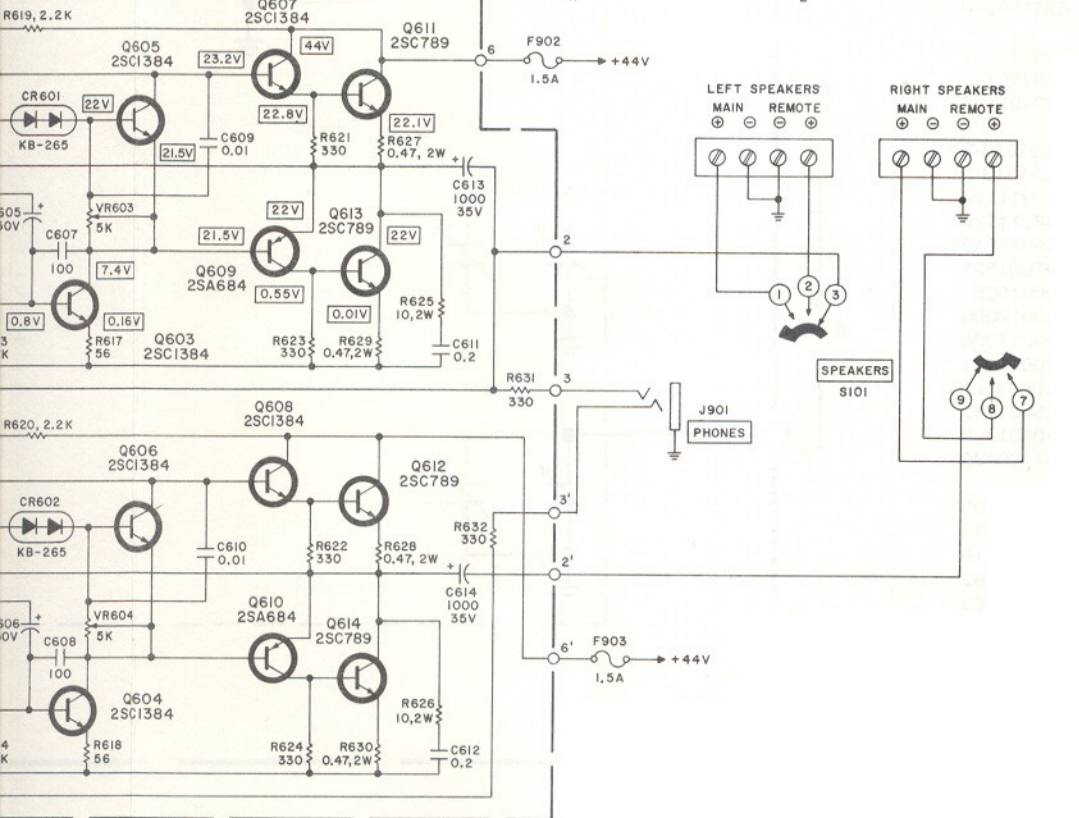 R619, 2.2K
Q607
2SC1384
44V
Q611
2SC789
6
F902
1.5A
+44V
Q605
2SC1384
23.2V
CR601
22V
KB-265
21.5V
C609
0.01
22.8V
R621
330
22.1V
R627
0.47, 2W
+
C613
1000
35V
LEFT SPEAKERS
MAIN REMOTE
+ − − +
RIGHT SPEAKERS
MAIN REMOTE
+ − − +
605
+
50V
VR603
5K
C607
100
22V
21.5V
Q613
2SC789
22V
2
Q609
2SA684
7.4V
0.55V
0.01V
R625
10,2W
1
2
3
0.8V
0.16V
R617
56
Q603
2SC1384
R623
330
R629
0.47,2W
C611
0.2
3
K
SPEAKERS
S101
R631
330
3
J901
PHONES
9
8
7
R620, 2.2K
Q608
2SC1384
Q606
2SC1384
Q612
2SC789
CR602
KB-265
C610
0.01
R622
330
R628
0.47,2W
R632
330
3'
+
C614
1000
35V
2'
606
+
50V
VR604
5K
C608
100
Q610
2SA684
Q614
2SC789
6'
F903
1.5A
+44V
Q604
2SC1384
R626
10,2W
4
K
R618
56
R624
330
R630
0.47,2W
C612
0.2